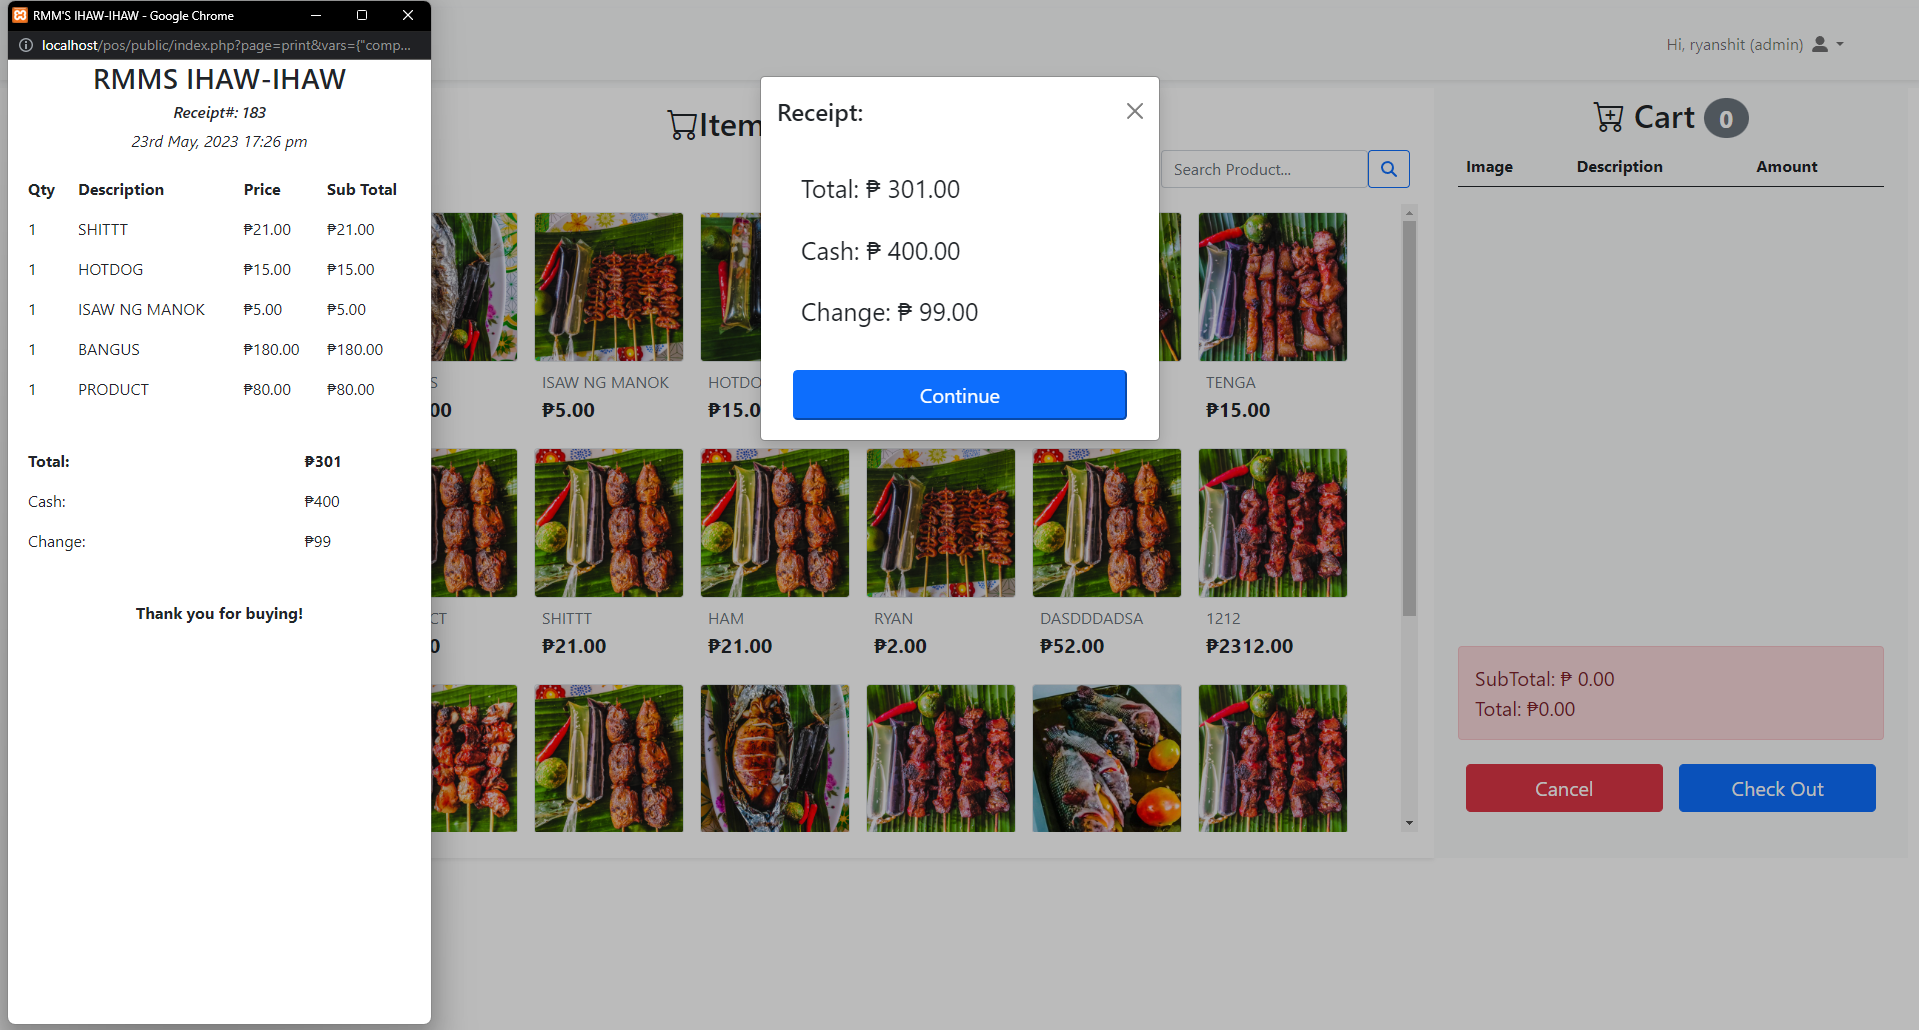 RMM'S IHAW-IHAW - Google Chrome
localhost/pos/public/index.php?page=print&vars={"comp...
RMMS IHAW-IHAW
Receipt#: 183
23rd May, 2023 17:26 pm
Qty Description Price Sub Total
1 SHITTT ₱21.00 ₱21.00
1 HOTDOG ₱15.00 ₱15.00
1 ISAW NG MANOK ₱5.00 ₱5.00
1 BANGUS ₱180.00 ₱180.00
1 PRODUCT ₱80.00 ₱80.00
Total: ₱301
Cash: ₱400
Change: ₱99
Thank you for buying!
Hi, ryanshit (admin)
Item
Search Product...
Receipt:
Total: ₱ 301.00
Cash: ₱ 400.00
Change: ₱ 99.00
Continue
S ISAW NG MANOK HOTDO TENGA
00 ₱5.00 ₱15.0 ₱15.00
CT SHITTT HAM RYAN DASDDDADSA 1212
0 ₱21.00 ₱21.00 ₱2.00 ₱52.00 ₱2312.00
Cart 0
Image Description Amount
SubTotal: ₱ 0.00
Total: ₱0.00
Cancel Check Out